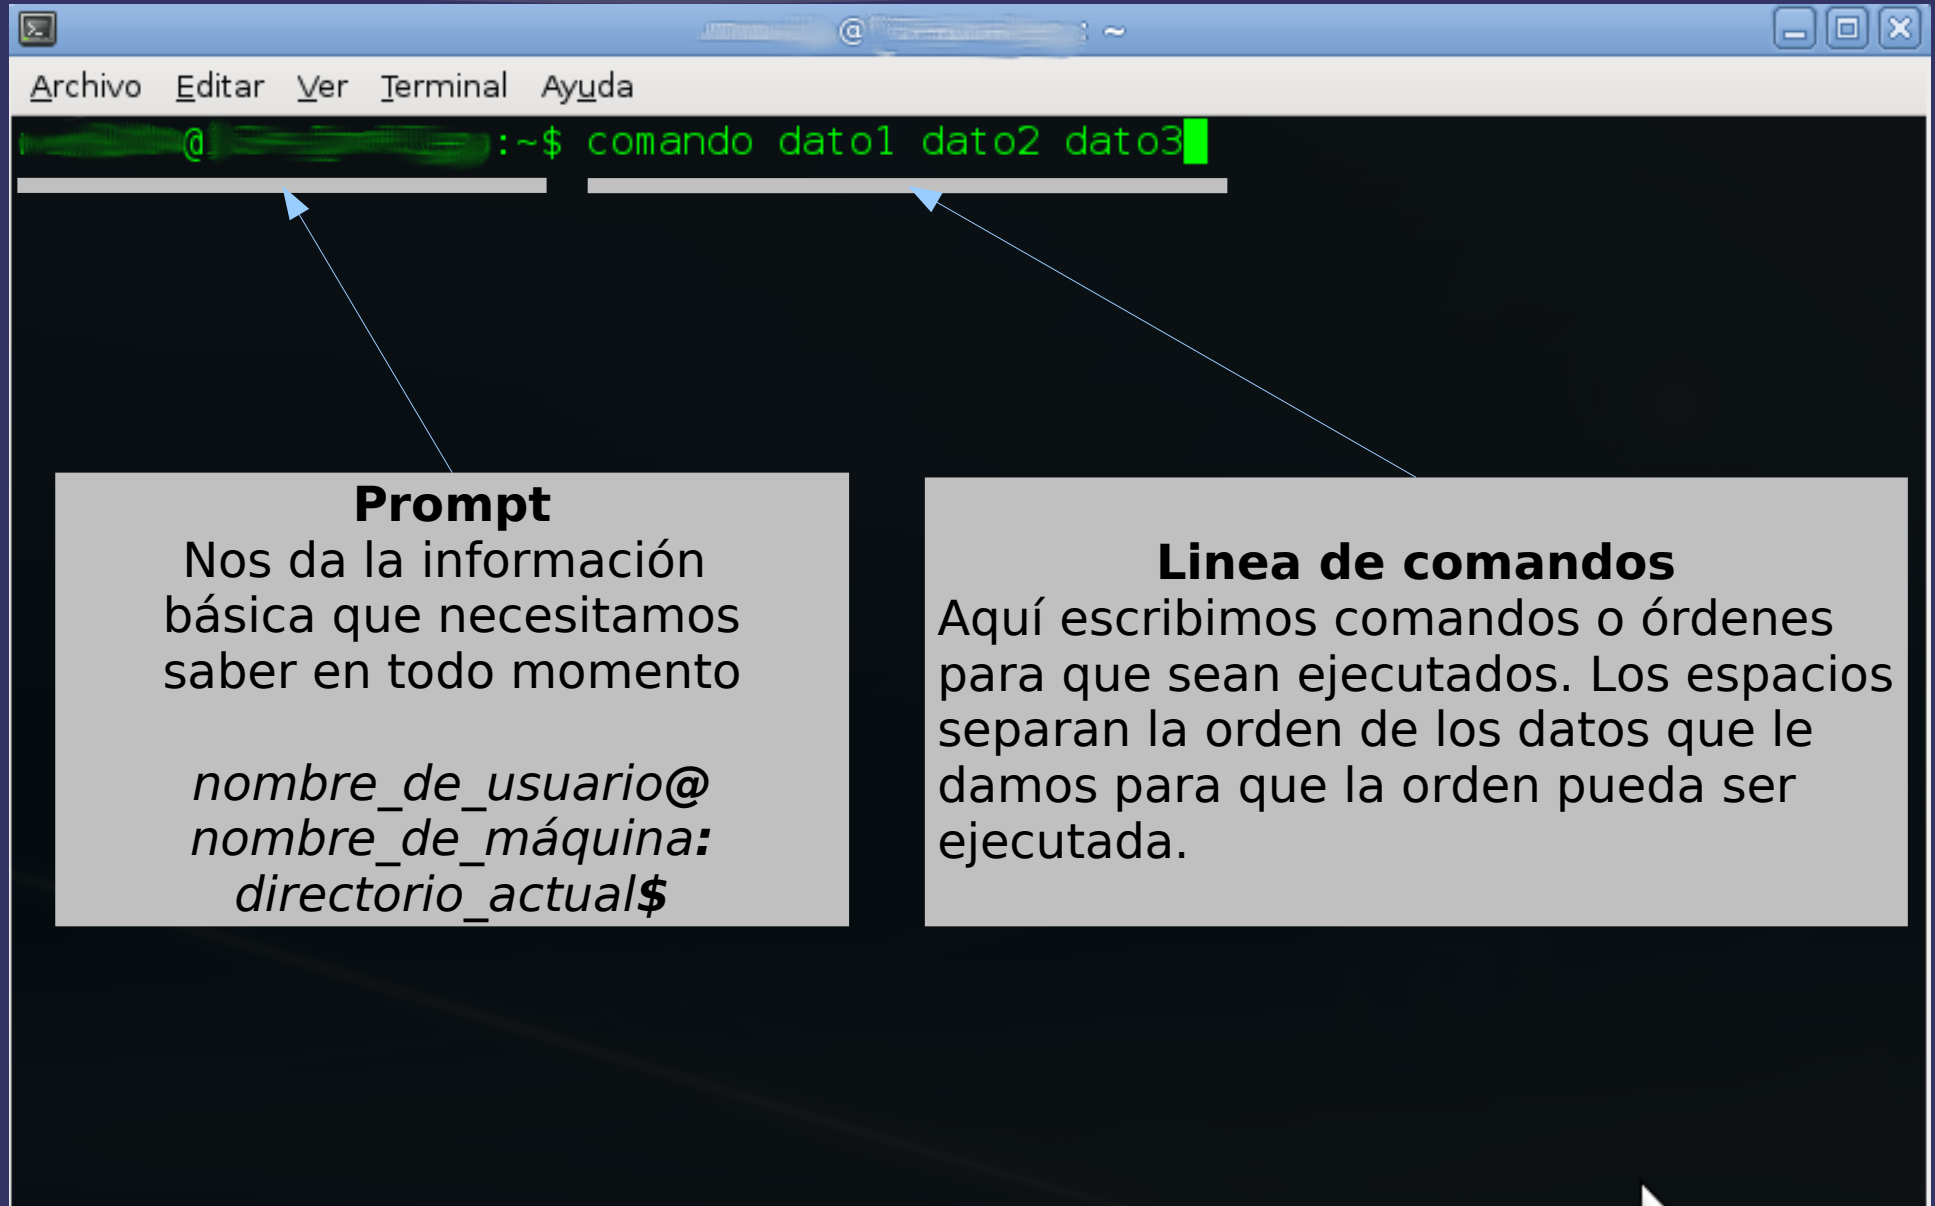 @ : ~
Archivo Editar Ver Terminal Ayuda
@ :~$ comando dato1 dato2 dato3
Prompt
Nos da la información
básica que necesitamos
saber en todo momento
nombre_de_usuario@
nombre_de_máquina:
directorio_actual$
Linea de comandos
Aquí escribimos comandos o órdenes
para que sean ejecutados. Los espacios
separan la orden de los datos que le
damos para que la orden pueda ser
ejecutada.